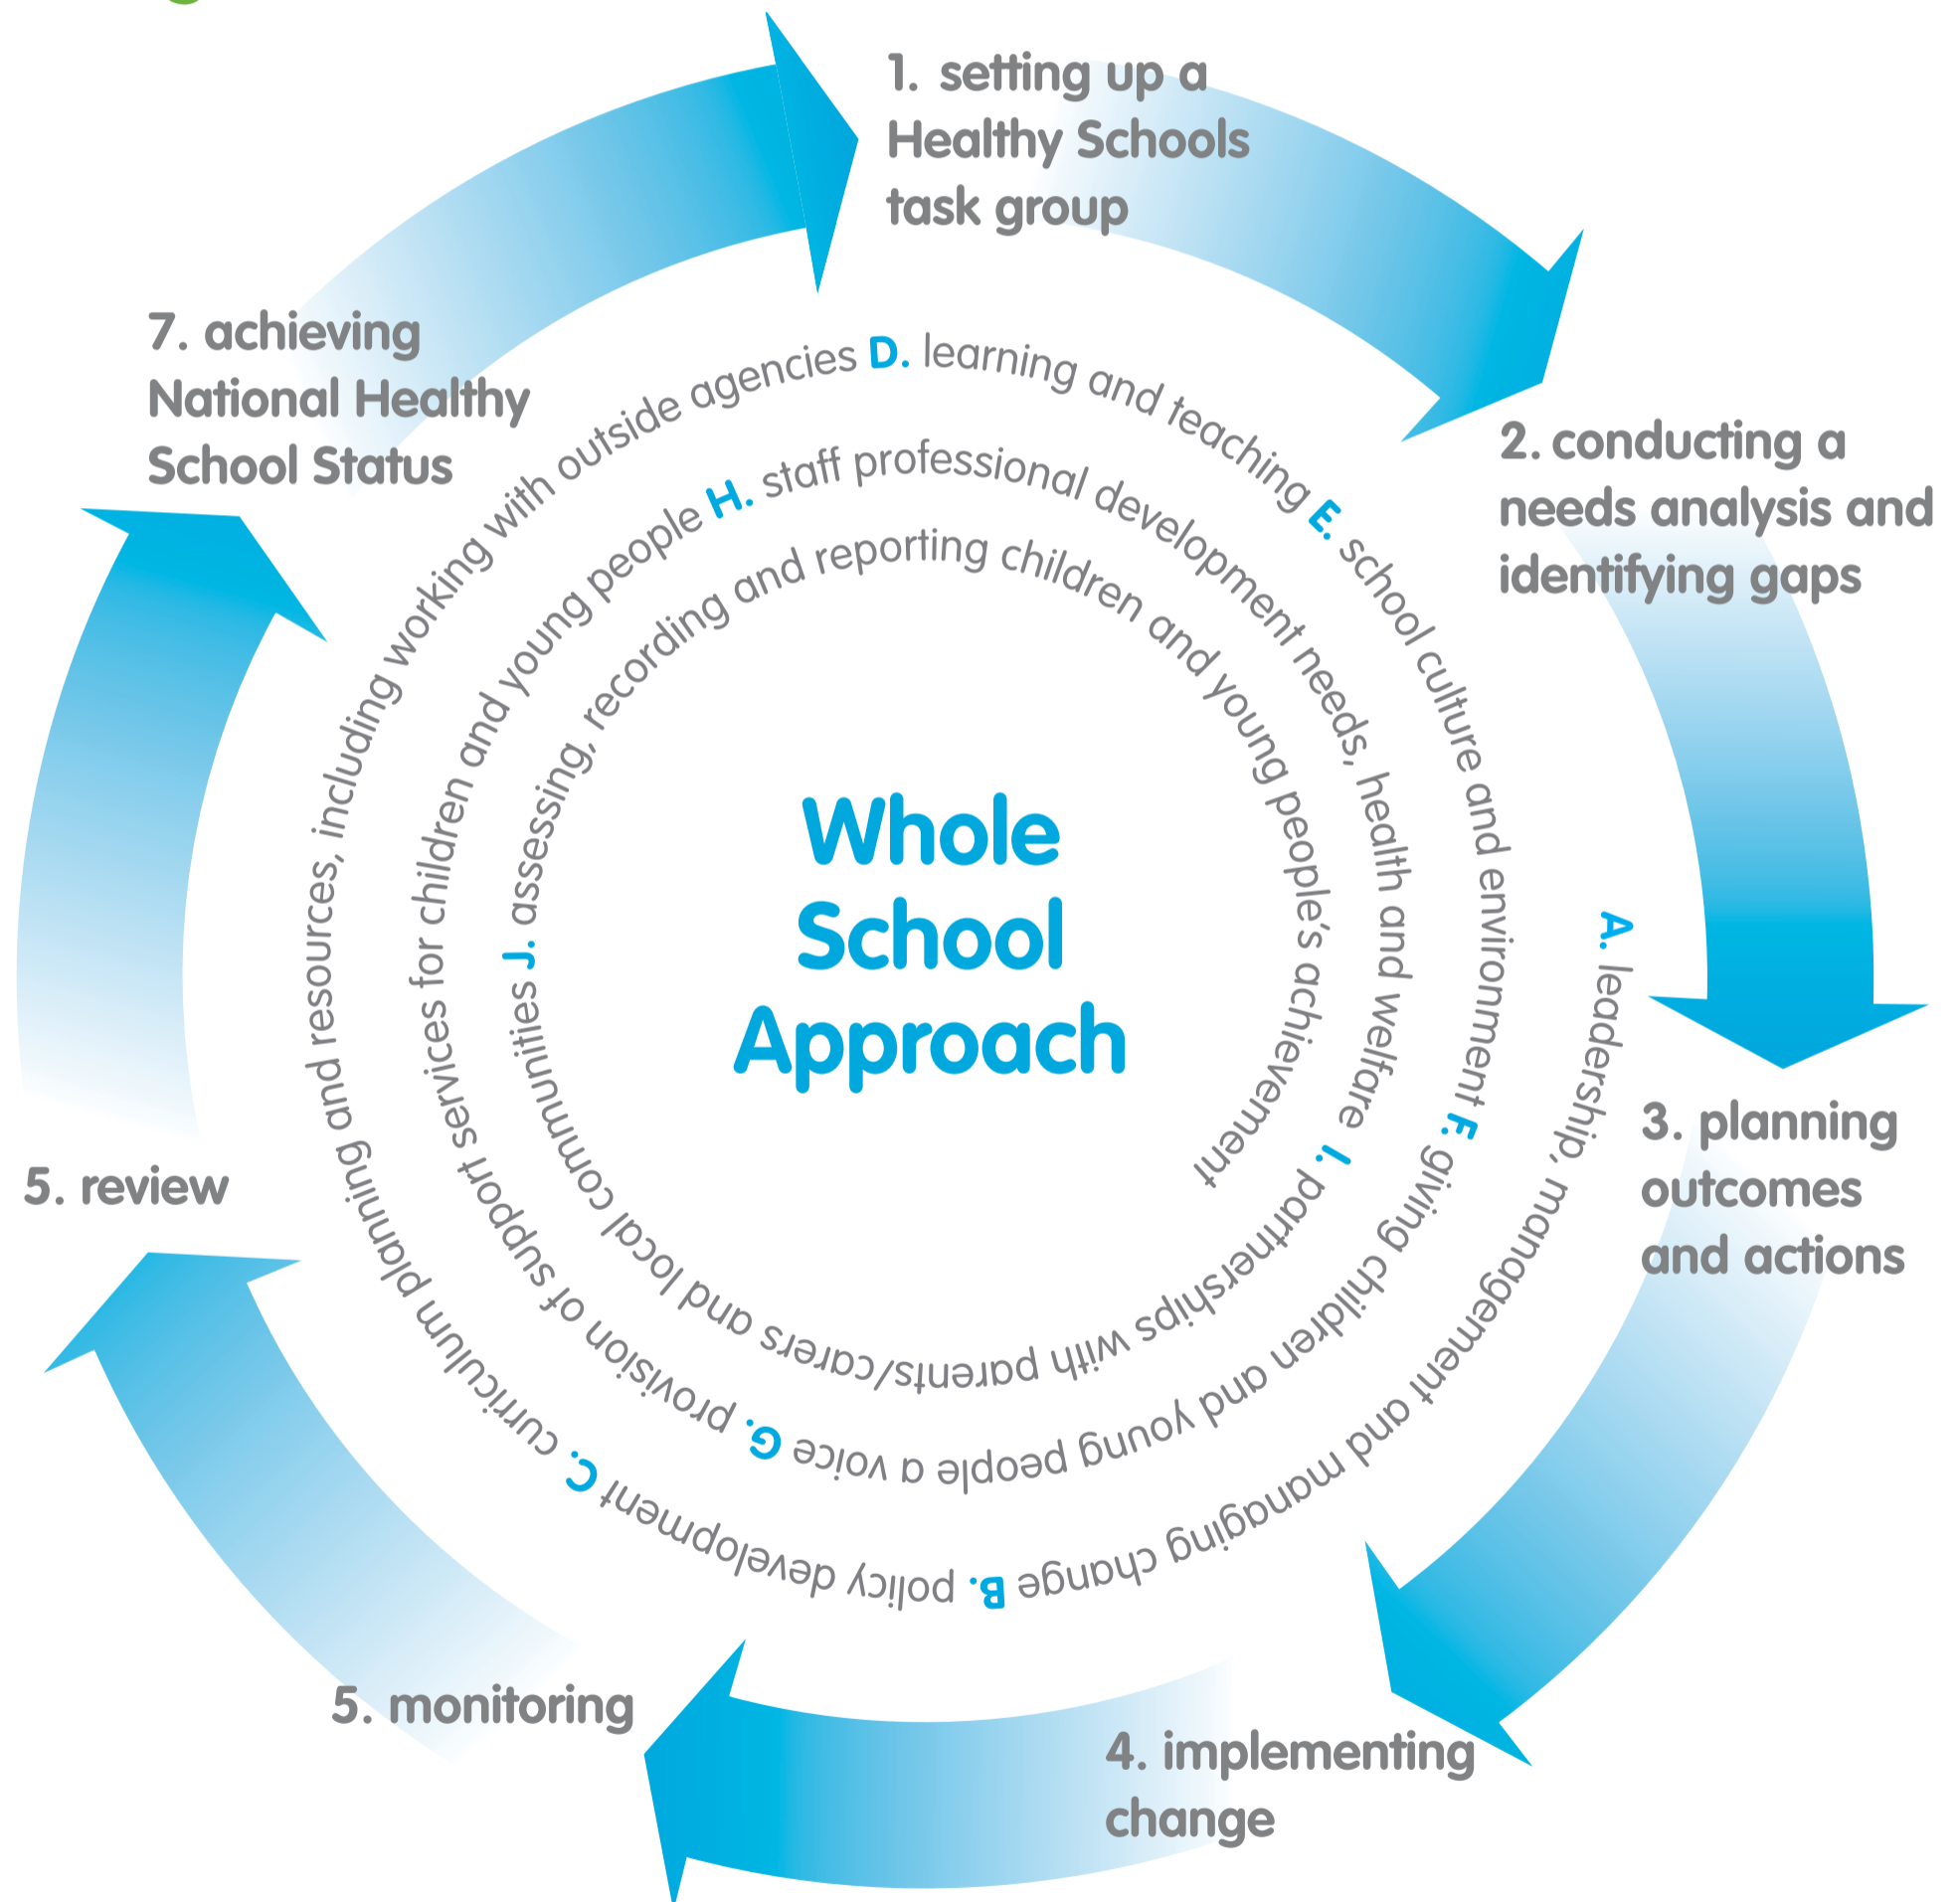 1. setting up a
Healthy Schools
task group
2. conducting a
needs analysis and
identifying gaps
3. planning
outcomes
and actions
4. implementing
change
5. monitoring
5. review
7. achieving
National Healthy
School Status
A. leadership, management and managing change B. policy development C. curriculum planning and resources, including working with outside agencies D. learning and teaching E. school culture and environment F. giving children and young people a voice G. provision of support services for children and young people H. staff professional development needs, health and welfare I. partnerships with parents/carers and local communities J. assessing, recording and reporting children and young people's achievement
Whole
School
Approach